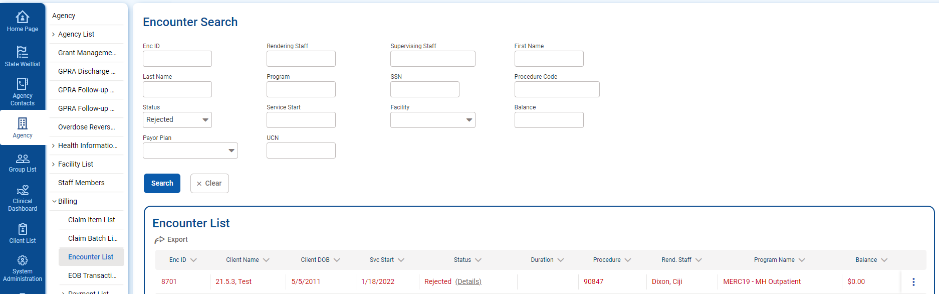 Home Page
State Waitlist
Agency
Contacts
Agency
Group List
Clinical
Dashboard
Client List
System
Administration
Agency
Agency List
Grant Manageme...
GPRA Discharge ...
GPRA Follow-up ...
GPRA Follow-up ...
Overdose Revers...
Health Informatio...
Facility List
Staff Members
Billing
Claim Item List
Claim Batch Li...
Encounter List
EOB Transacti...
Payment List
Encounter Search
Enc ID Rendering Staff Supervising Staff First Name
Last Name Program SSN Procedure Code
Status Service Start Facility Balance
Rejected
Payor Plan UCN
Search × Clear
Encounter List
Export
Enc ID Client Name Client DOB Svc Start Status Duration Procedure Rend. Staff Program Name Balance
8701 21.5.3, Test 5/5/2011 1/18/2022 Rejected (Details) 90847 Dixon, Ciji MERC19 - MH Outpatient $0.00